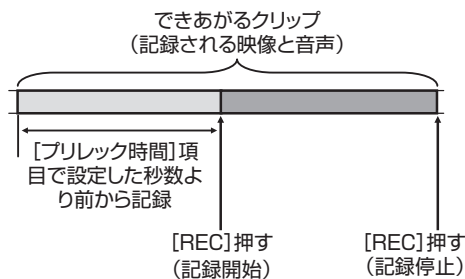 できあがるクリップ
（記録される映像と音声）
［プリレック時間］項
目で設定した秒数よ
り前から記録
［REC］押す
（記録開始）
［REC］押す
（記録停止）